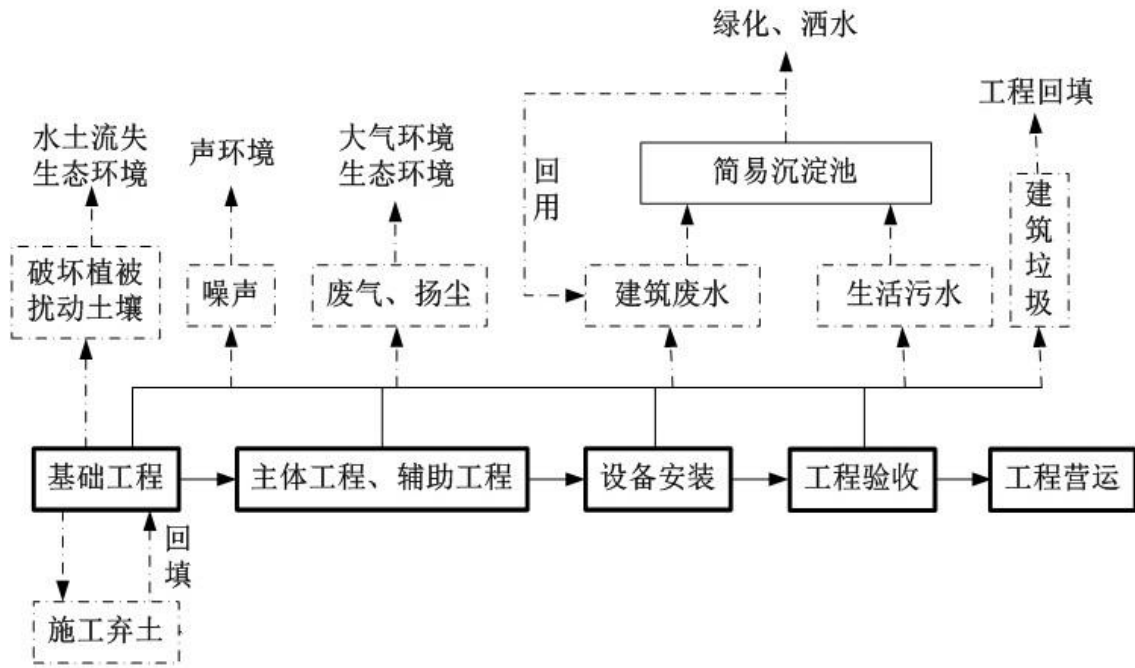 绿化、洒水
工程回填
水土流失
生态环境
声环境
大气环境
生态环境
回用
简易沉淀池
建筑垃圾
破坏植被
扰动土壤
噪声
废气、扬尘
建筑废水
生活污水
基础工程
主体工程、辅助工程
设备安装
工程验收
工程营运
回填
施工弃土